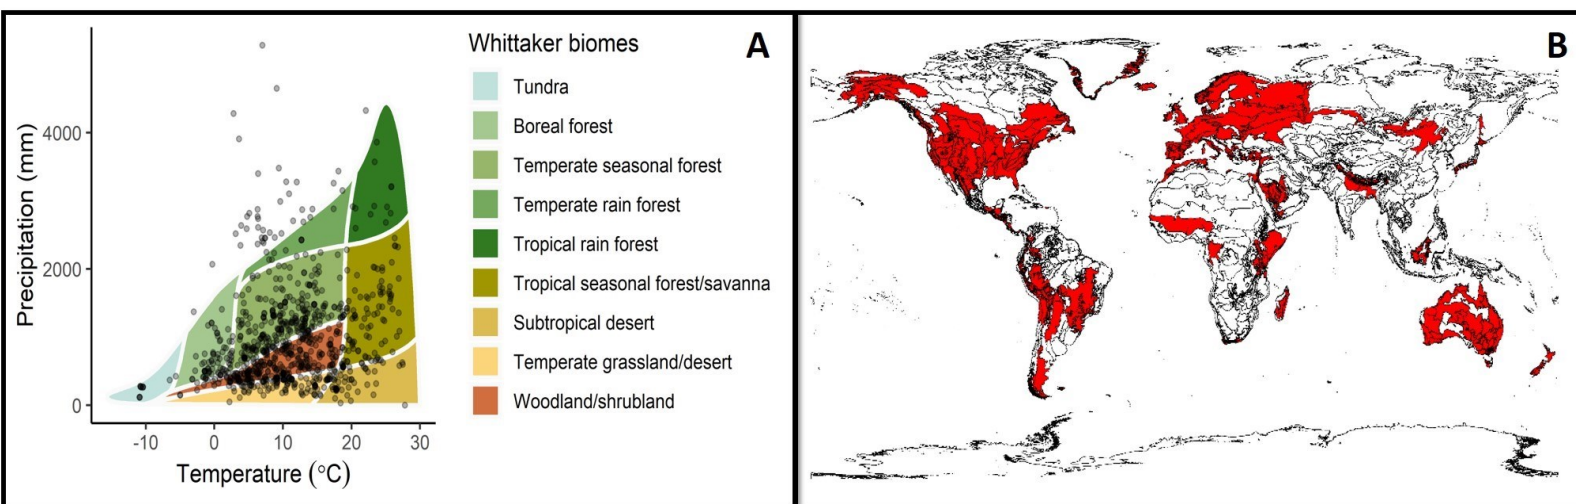 Whittaker biomes
A
B
Tundra
Boreal forest
Temperate seasonal forest
Temperate rain forest
Tropical rain forest
Tropical seasonal forest/savanna
Subtropical desert
Temperate grassland/desert
Woodland/shrubland
Precipitation (mm)
4000
2000
0
-10
0
10
20
30
Temperature (°C)